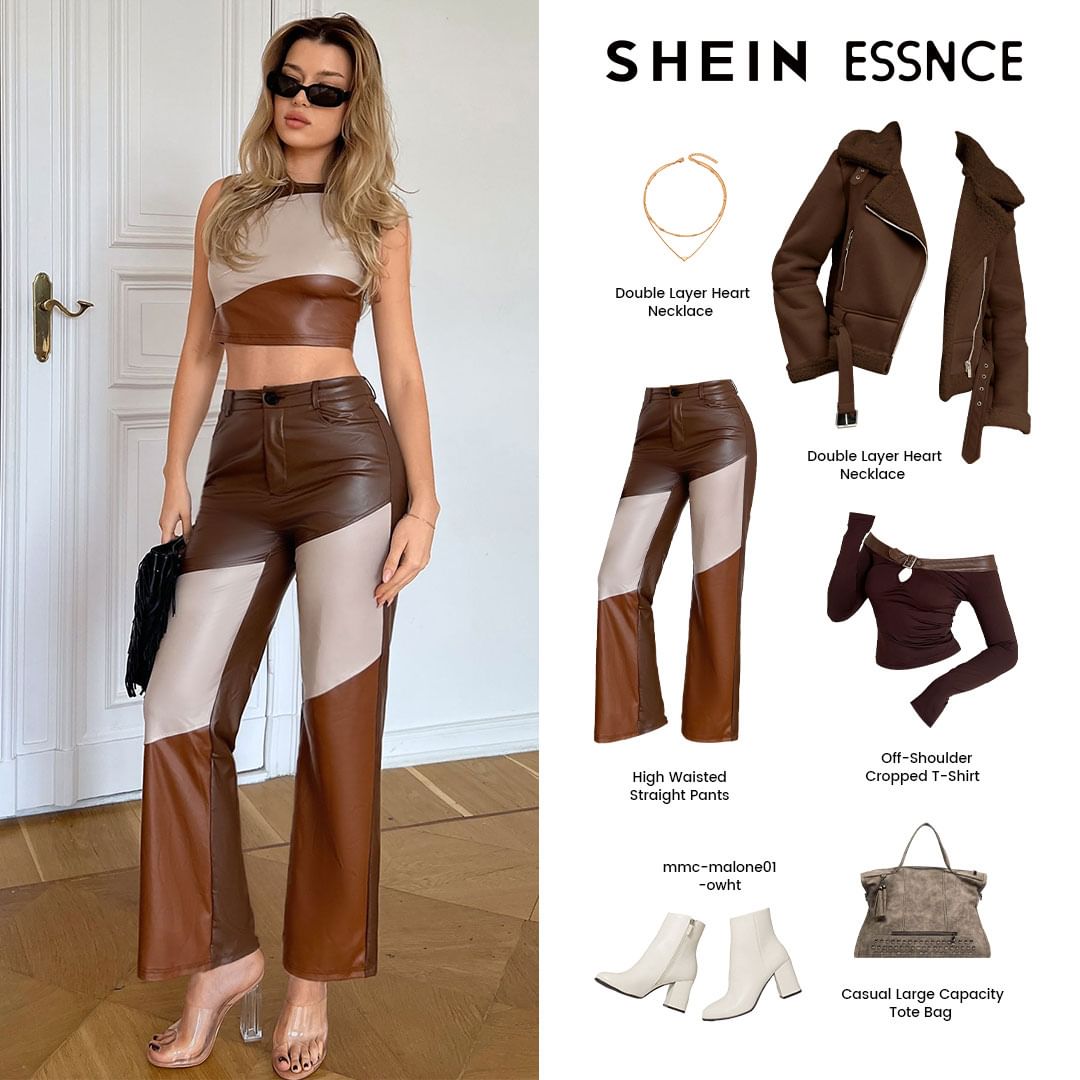 SHEIN ESSNCE
Double Layer Heart
Necklace
Double Layer Heart
Necklace
High Waisted
Straight Pants
Off-Shoulder
Cropped T-Shirt
mmc-malone01
-owht
Casual Large Capacity
Tote Bag